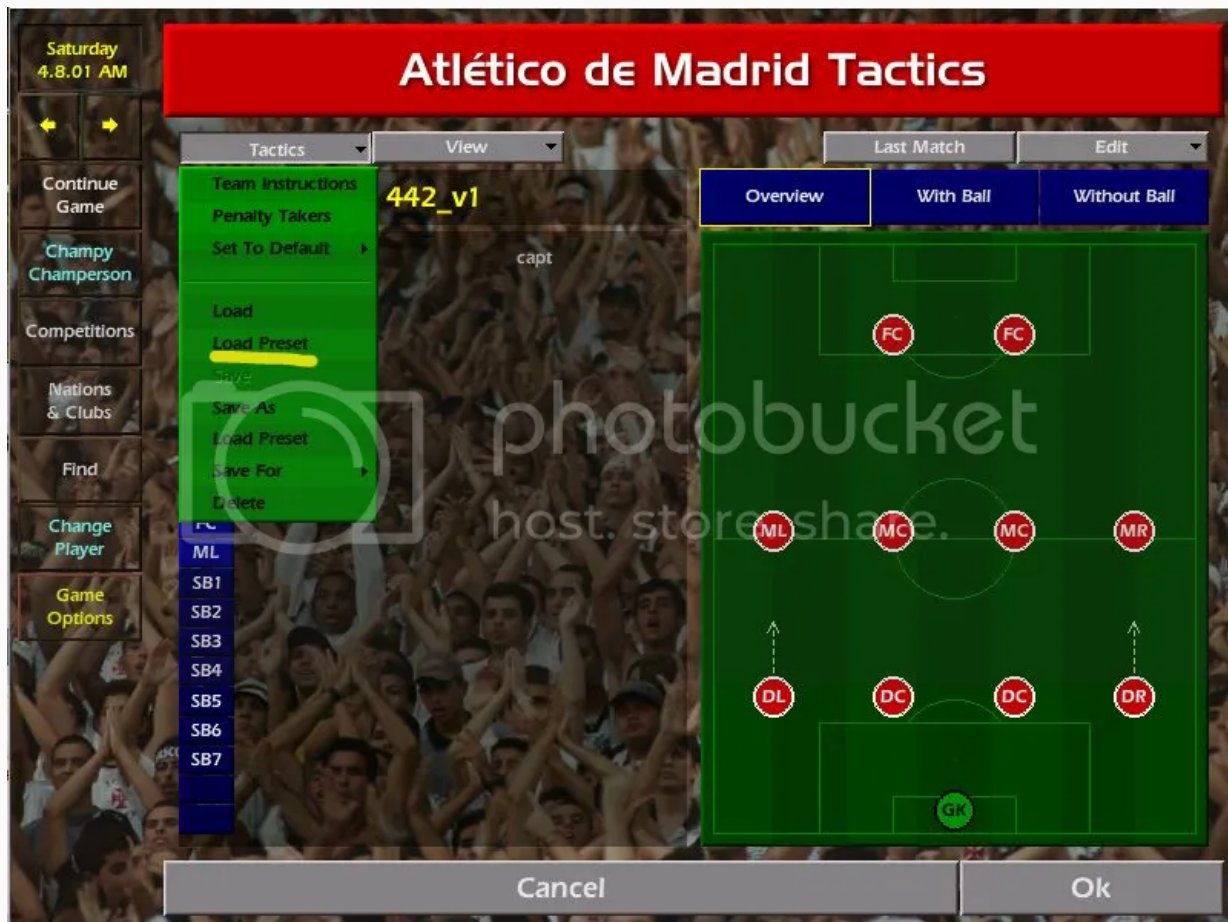 Saturday
4.8.01 AM
Atlético de Madrid Tactics
Tactics
View
Last Match
Edit
Continue
Game
Champy
Champerson
Competitions
Nations
& Clubs
Find
Change
Player
Game
Options
Team Instructions
Penalty Takers
Set To Default
Load
Load Preset
Save
Save As
Load Preset
Save For
Delete
442_v1
capt
FC
ML
SB1
SB2
SB3
SB4
SB5
SB6
SB7
Overview
With Ball
Without Ball
FC FC
ML MC MC MR
DL DC DC DR
GK
photobucket
host. store. share.
Cancel
Ok